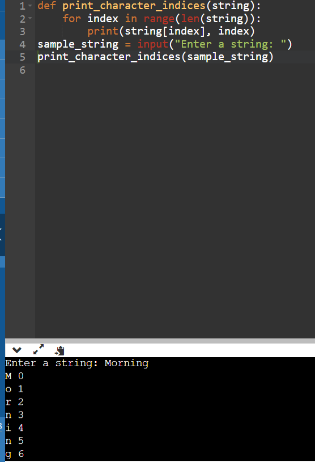 1 def print_character_indices(string):
2     for index in range(len(string)):
3         print(string[index], index)
4 sample_string = input("Enter a string: ")
5 print_character_indices(sample_string)
6
Enter a string: Morning
M 0
o 1
r 2
n 3
i 4
n 5
g 6